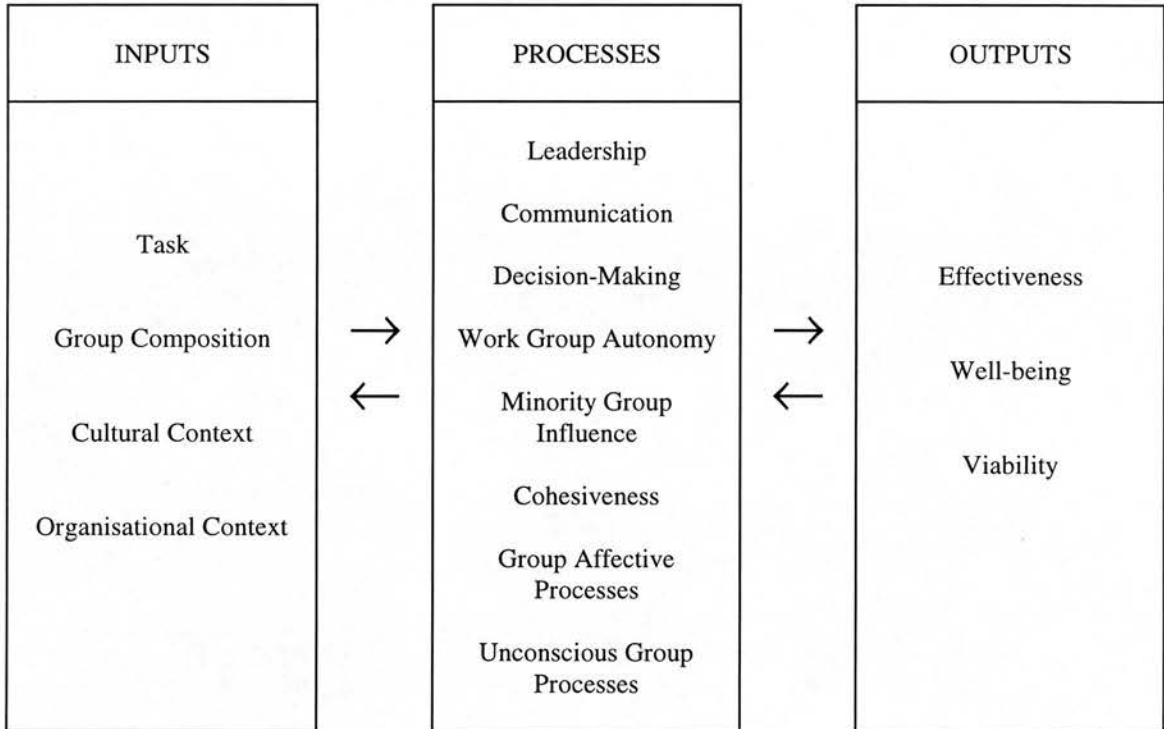 INPUTS
Task
Group Composition
Cultural Context
Organisational Context
PROCESSES
Leadership
Communication
Decision-Making
Work Group Autonomy
Minority Group
Influence
Cohesiveness
Group Affective
Processes
Unconscious Group
Processes
OUTPUTS
Effectiveness
Well-being
Viability